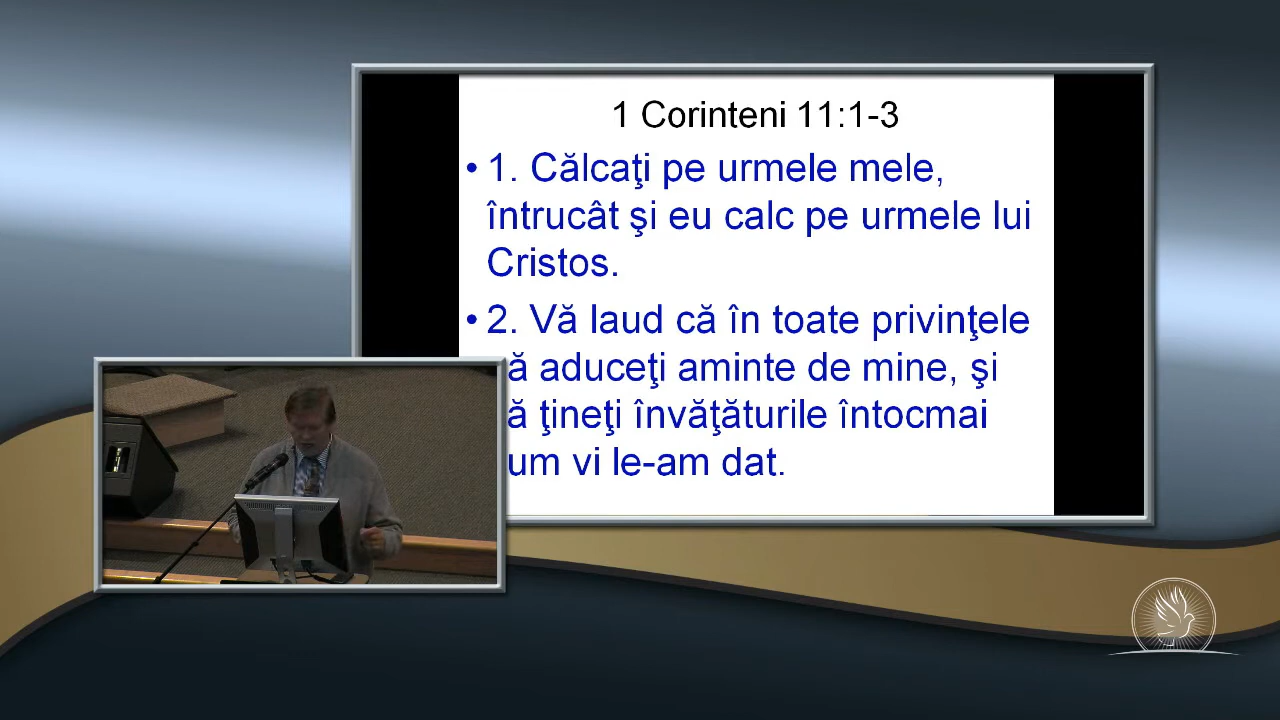 1 Corinteni 11:1-3
• 1. Călcaţi pe urmele mele,
întrucât şi eu calc pe urmele lui
Cristos.
• 2. Vă laud că în toate privinţele
ă aduceţi aminte de mine, şi
ă ţineţi învăţăturile întocmai
um vi le-am dat.